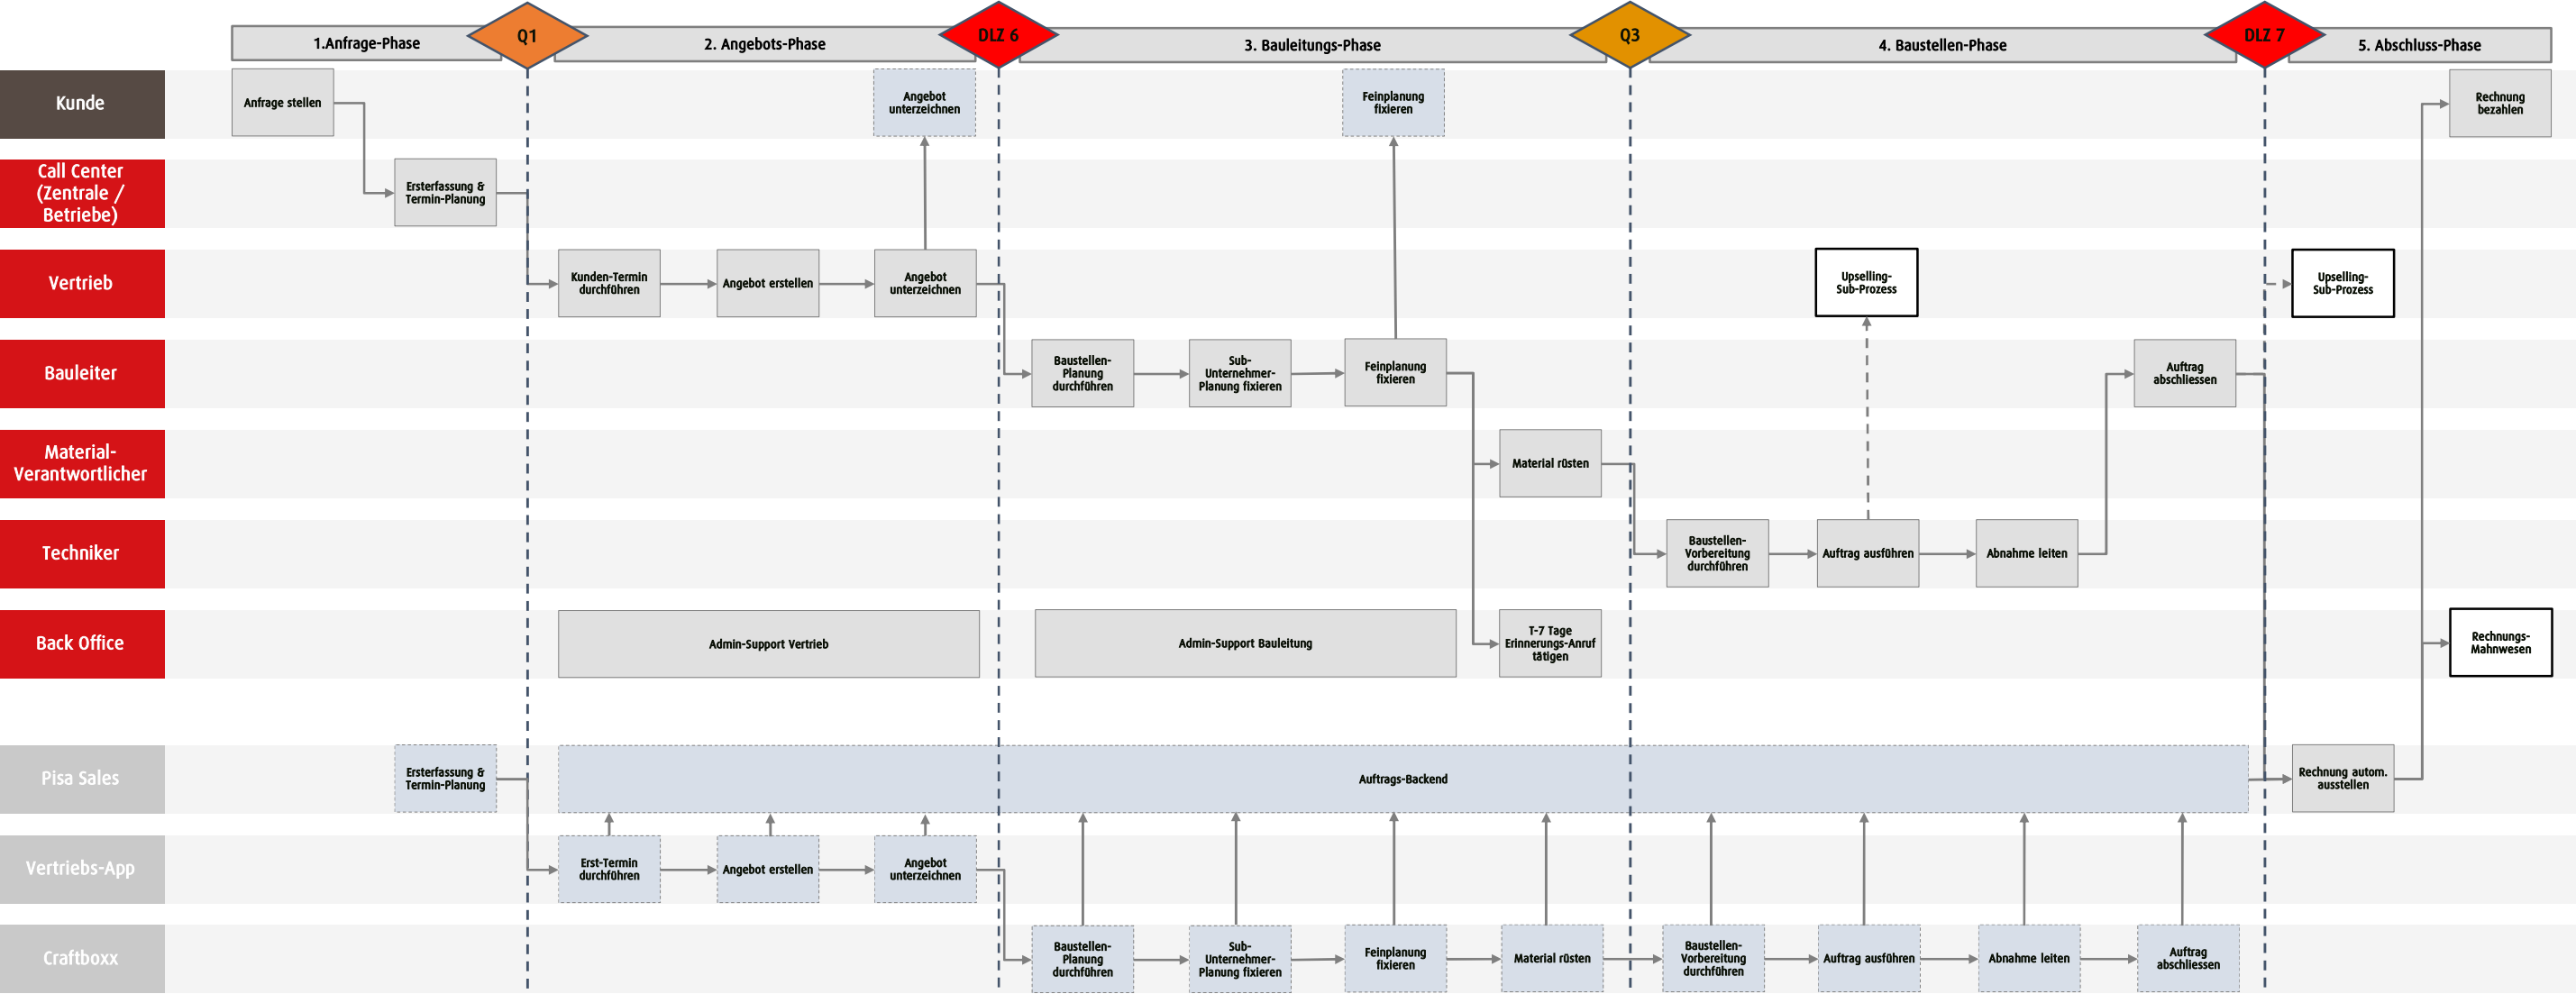 1.Anfrage-Phase
Q1
2. Angebots-Phase
DLZ 6
3. Bauleitungs-Phase
Q3
4. Baustellen-Phase
DLZ 7
5. Abschluss-Phase
Kunde
Anfrage stellen
Angebot
unterzeichnen
Feinplanung
fixieren
Rechnung
bezahlen
Call Center
(Zentrale /
Betriebe)
Ersterfassung &
Termin-Planung
Vertrieb
Kunden-Termin
durchführen
Angebot erstellen
Angebot
unterzeichnen
Upselling-
Sub-Prozess
Upselling-
Sub-Prozess
Bauleiter
Baustellen-
Planung
durchführen
Sub-
Unternehmer-
Planung fixieren
Feinplanung
fixieren
Auftrag
abschliessen
Material-
Verantwortlicher
Material rüsten
Techniker
Baustellen-
Vorbereitung
durchführen
Auftrag ausführen
Abnahme leiten
Back Office
Admin-Support Vertrieb
Admin-Support Bauleitung
T-7 Tage
Erinnerungs-Anruf
tätigen
Rechnungs-
Mahnwesen
Pisa Sales
Ersterfassung &
Termin-Planung
Auftrags-Backend
Rechnung autom.
ausstellen
Vertriebs-App
Erst-Termin
durchführen
Angebot erstellen
Angebot
unterzeichnen
Craftboxx
Baustellen-
Planung
durchführen
Sub-
Unternehmer-
Planung fixieren
Feinplanung
fixieren
Material rüsten
Baustellen-
Vorbereitung
durchführen
Auftrag ausführen
Abnahme leiten
Auftrag
abschliessen